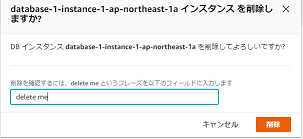 database-1-instance-1-ap-northeast-1a インスタンス を削除し
ますか?
DB インスタンス database-1-instance-1-ap-northeast-1a を削除してよろしいですか?
削除を確認するには、delete me というフレーズを以下のフィールドに入力します
delete me
キャンセル
削除